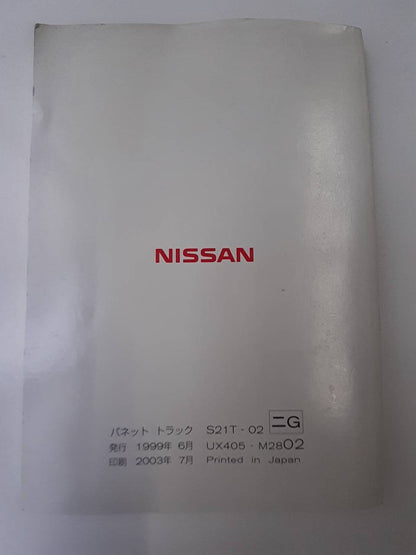 NISSAN
バネット トラック S21T - 02 ニG
発行 1999年 6月 UX405 - M2802
印刷 2003年 7月 Printed in Japan